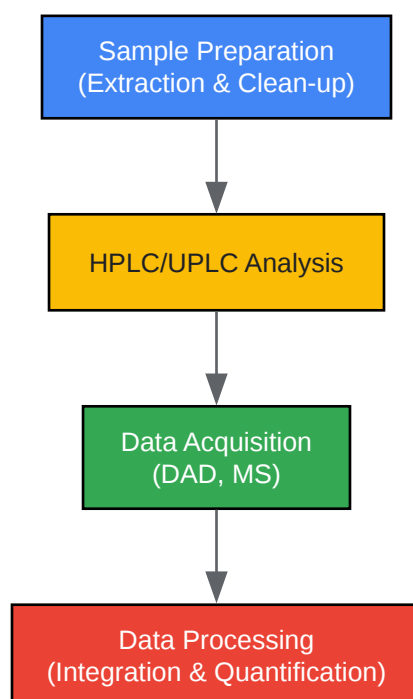 Sample Preparation
(Extraction & Clean-up)
HPLC/UPLC Analysis
Data Acquisition
(DAD, MS)
Data Processing
(Integration & Quantification)